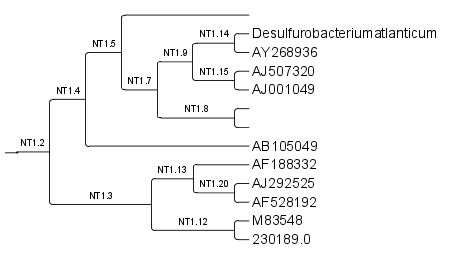 NT1.5
NT1.14 Desulfurobacteriumatlanticum
NT1.9
AY268936
AJ507320
NT1.15
NT1.7
AJ001049
NT1.4
NT1.8
NT1.2
AB105049
NT1.13 AF188332
AJ292525
NT1.20
NT1.3
AF528192
M83548
NT1.12
230189.0